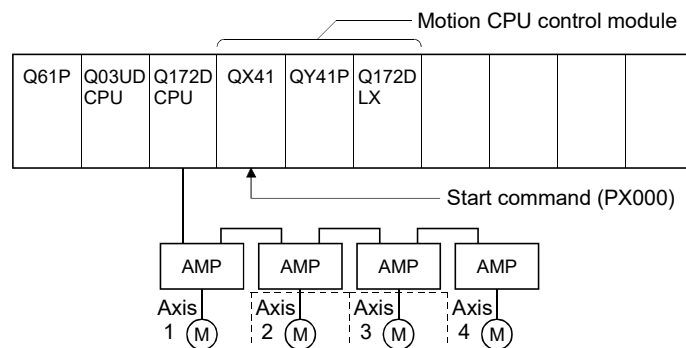 Motion CPU control module
Q61P
Q03UD
CPU
Q172D
CPU
QX41
QY41P
Q172D
LX
Start command (PX000)
AMP
AMP
AMP
AMP
Axis
1 M
Axis
2 M
Axis
3 M
Axis
4 M